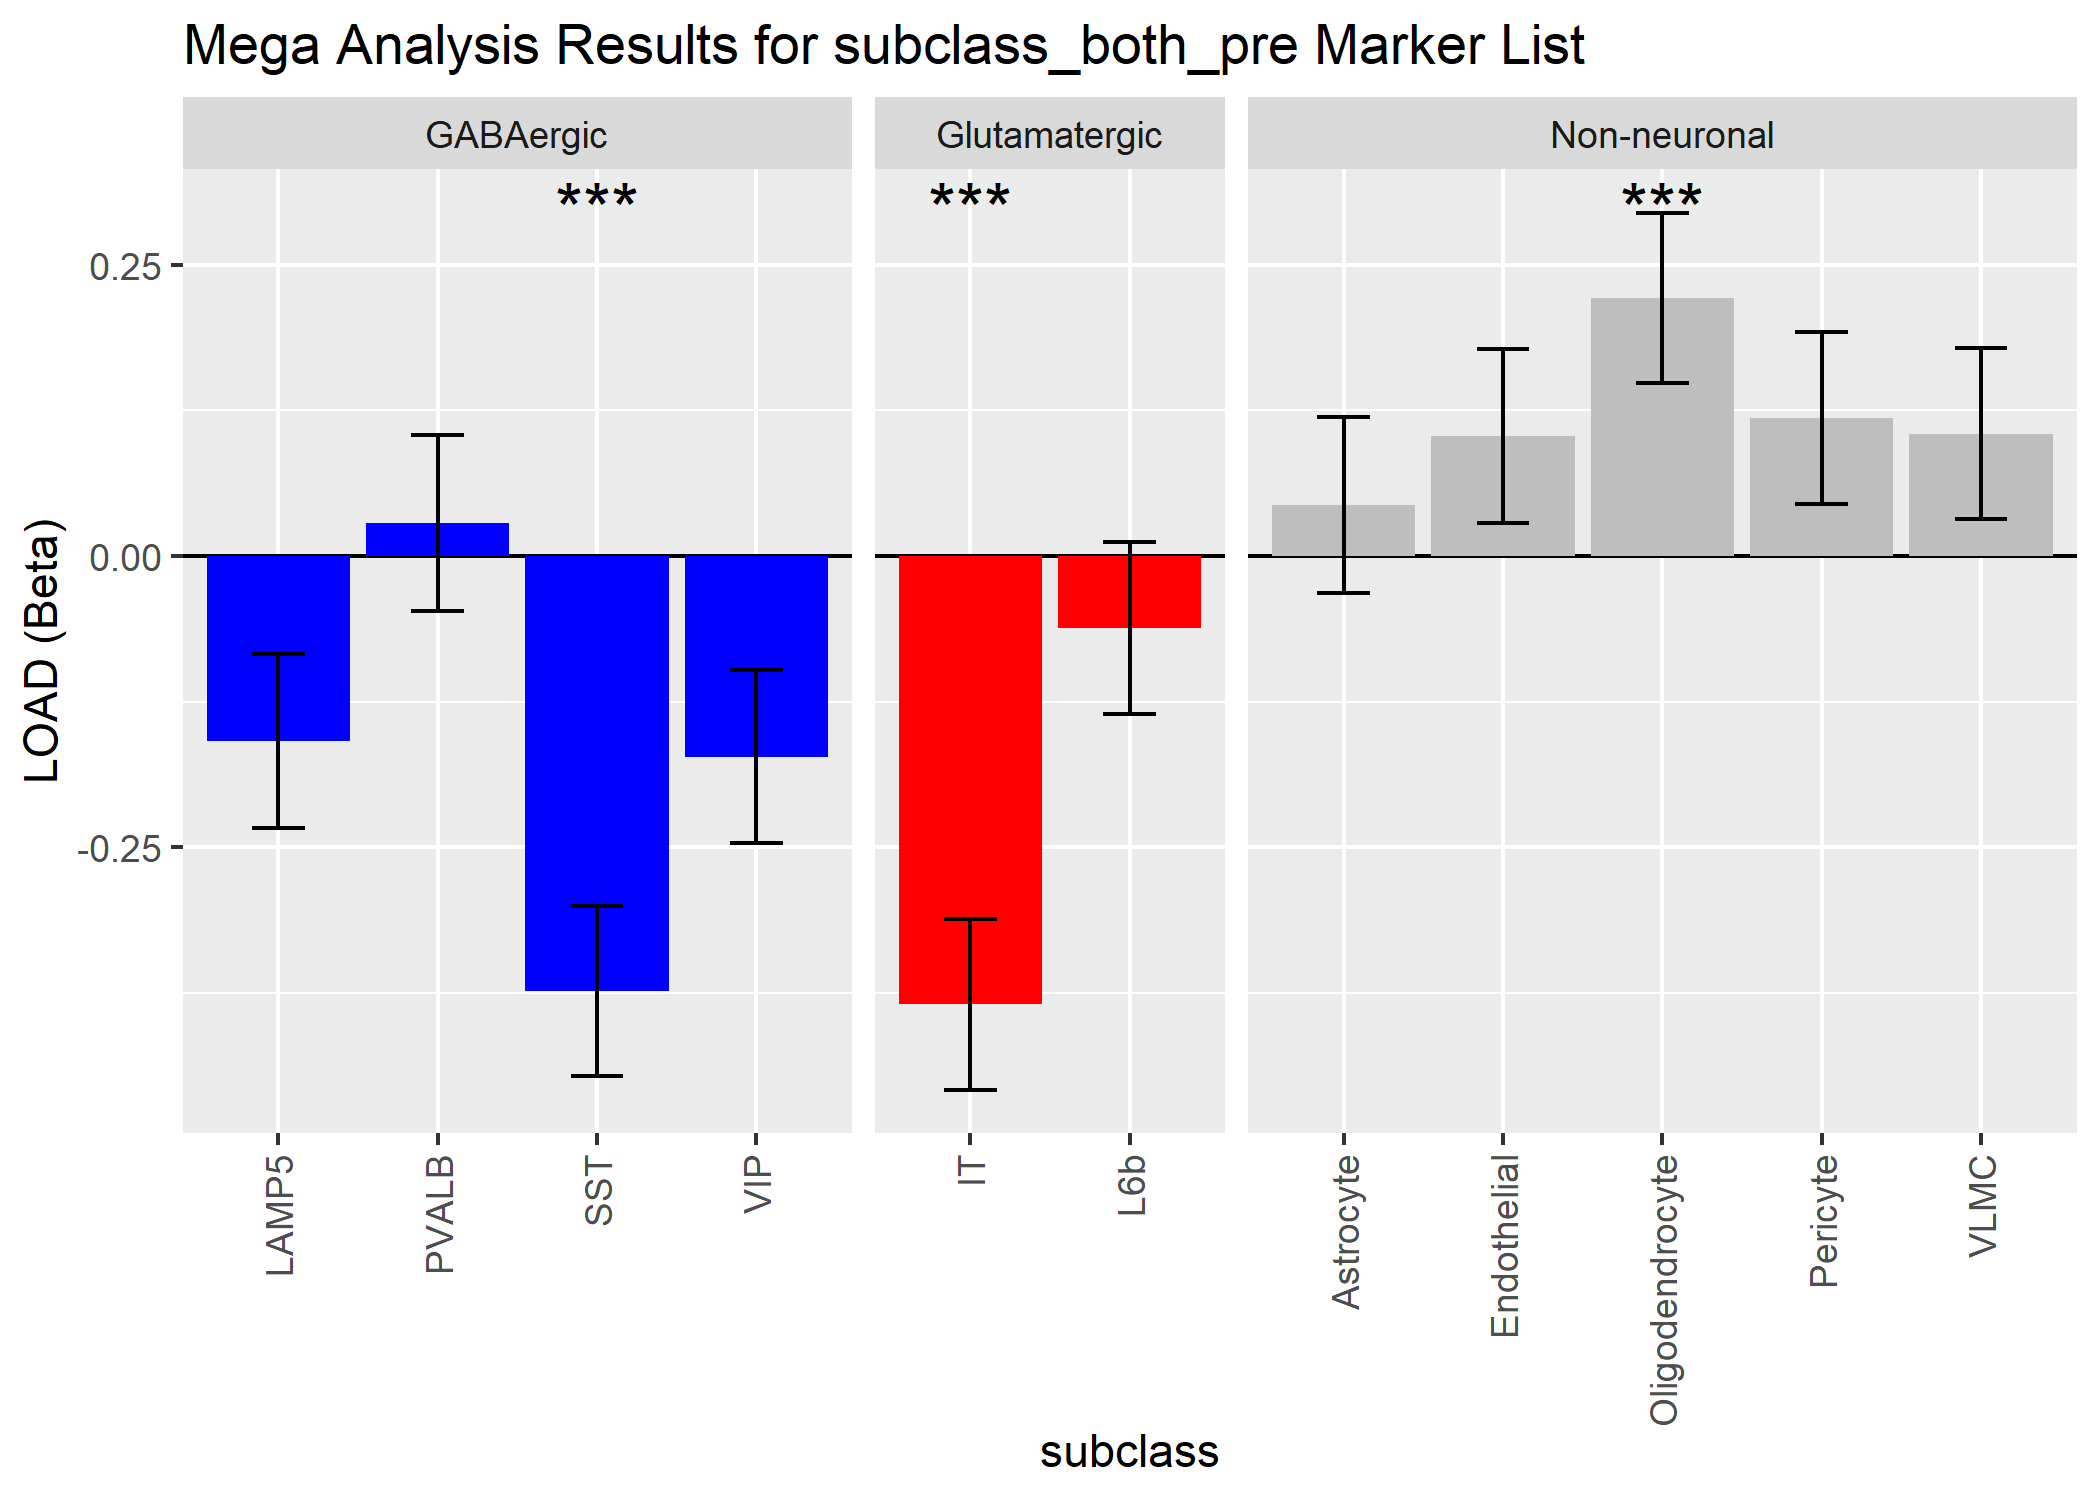 Mega Analysis Results for subclass_both_pre Marker List
GABAergic
Glutamatergic
Non-neuronal
***
***
***
0.25
0.00
-0.25
LOAD (Beta)
LAMP5
PVALB
SST
VIP
IT
L6b
Astrocyte
Endothelial
Oligodendrocyte
Pericyte
VLMC
subclass